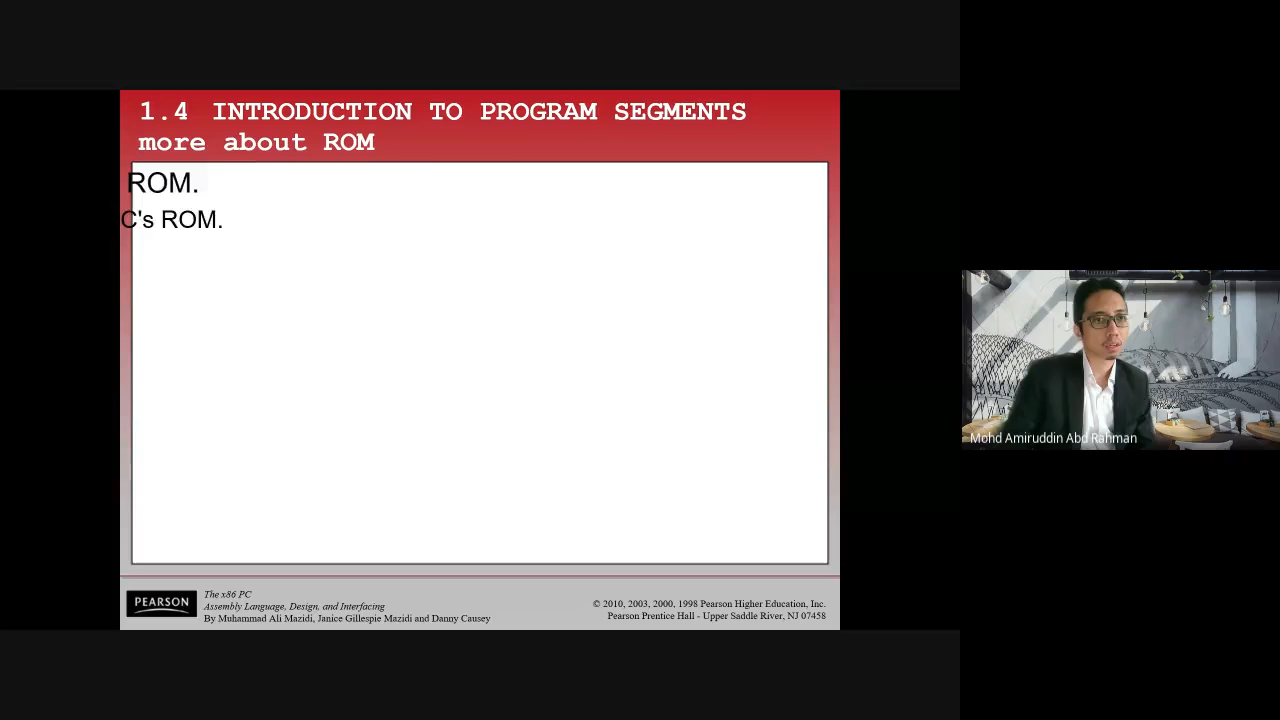 1.4 INTRODUCTION TO PROGRAM SEGMENTS
more about ROM
ROM.
C's ROM.
Mohd Amiruddin Abd Rahman
PEARSON
The x86 PC
Assembly Language, Design, and Interfacing
By Muhammad Ali Mazidi, Janice Gillespie Mazidi and Danny Causey
© 2010, 2003, 2000, 1998 Pearson Higher Education, Inc.
Pearson Prentice Hall - Upper Saddle River, NJ 07458